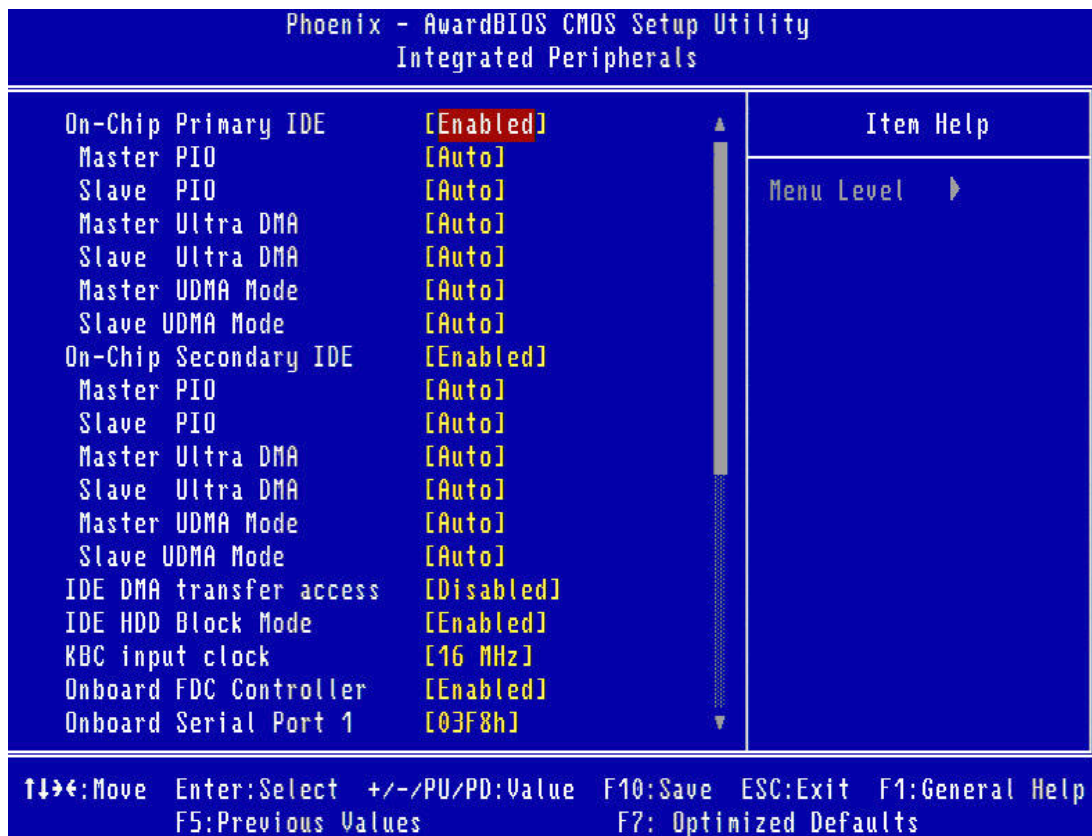 Phoenix - AwardBIOS CMOS Setup Utility
Integrated Peripherals
On-Chip Primary IDE [Enabled]
Master PIO [Auto]
Slave PIO [Auto]
Master Ultra DMA [Auto]
Slave Ultra DMA [Auto]
Master UDMA Mode [Auto]
Slave UDMA Mode [Auto]
On-Chip Secondary IDE [Enabled]
Master PIO [Auto]
Slave PIO [Auto]
Master Ultra DMA [Auto]
Slave Ultra DMA [Auto]
Master UDMA Mode [Auto]
Slave UDMA Mode [Auto]
IDE DMA transfer access [Disabled]
IDE HDD Block Mode [Enabled]
KBC input clock [16 MHz]
Onboard FDC Controller [Enabled]
Onboard Serial Port 1 [03F8h]
Item Help
Menu Level
↑↓→←:Move Enter:Select +/-/PU/PD:Value F10:Save ESC:Exit F1:General Help
F5:Previous Values F7: Optimized Defaults